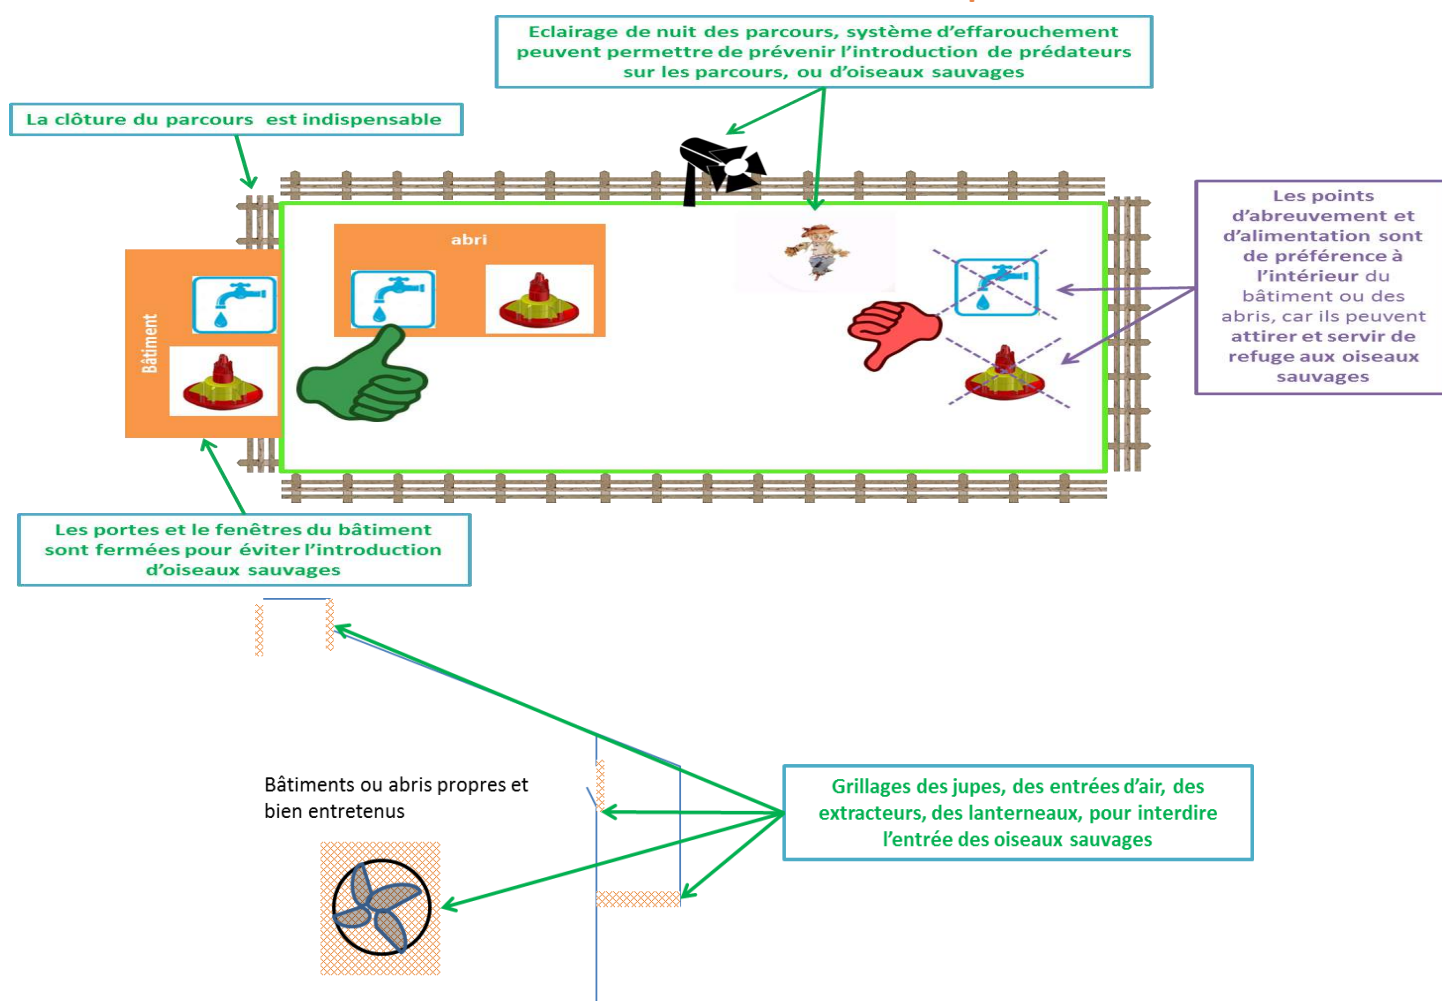 Eclairage de nuit des parcours, système d'effarouchement
peuvent permettre de prévenir l'introduction de prédateurs
sur les parcours, ou d'oiseaux sauvages
La clôture du parcours est indispensable
abri
Bâtiment
Les points
d'abreuvement et
d'alimentation sont
de préférence à
l'intérieur du
bâtiment ou des
abris, car ils peuvent
attirer et servir de
refuge aux oiseaux
sauvages
Les portes et le fenêtres du bâtiment
sont fermées pour éviter l'introduction
d'oiseaux sauvages
Bâtiments ou abris propres et
bien entretenus
Grillages des jupes, des entrées d'air, des
extracteurs, des lanterneaux, pour interdire
l'entrée des oiseaux sauvages